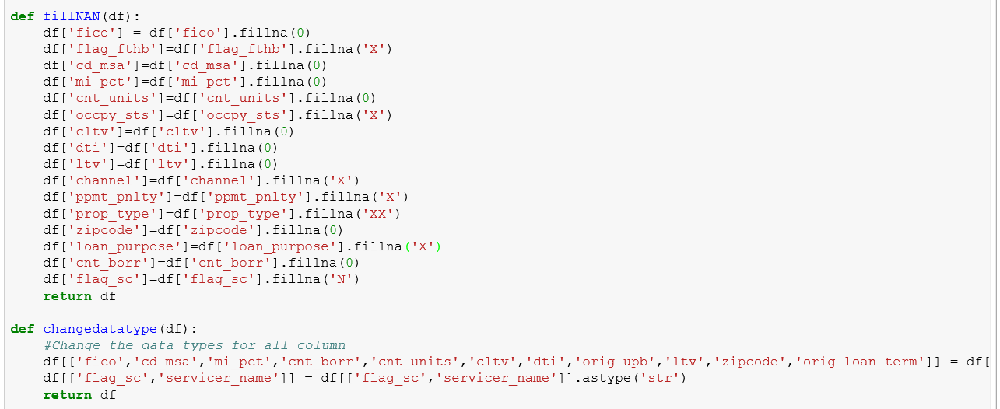 def fillNAN(df):
    df['fico'] = df['fico'].fillna(0)
    df['flag_fthb']=df['flag_fthb'].fillna('X')
    df['cd_msa']=df['cd_msa'].fillna(0)
    df['mi_pct']=df['mi_pct'].fillna(0)
    df['cnt_units']=df['cnt_units'].fillna(0)
    df['occpy_sts']=df['occpy_sts'].fillna('X')
    df['cltv']=df['cltv'].fillna(0)
    df['dti']=df['dti'].fillna(0)
    df['ltv']=df['ltv'].fillna(0)
    df['channel']=df['channel'].fillna('X')
    df['ppmt_pnlty']=df['ppmt_pnlty'].fillna('X')
    df['prop_type']=df['prop_type'].fillna('XX')
    df['zipcode']=df['zipcode'].fillna(0)
    df['loan_purpose']=df['loan_purpose'].fillna('X')
    df['cnt_borr']=df['cnt_borr'].fillna(0)
    df['flag_sc']=df['flag_sc'].fillna('N')
    return df
def changedatatype(df):
    #Change the data types for all column
    df[['fico','cd_msa','mi_pct','cnt_borr','cnt_units','cltv','dti','orig_upb','ltv','zipcode','orig_loan_term']] = df[
    df[['flag_sc','servicer_name']] = df[['flag_sc','servicer_name']].astype('str')
    return df